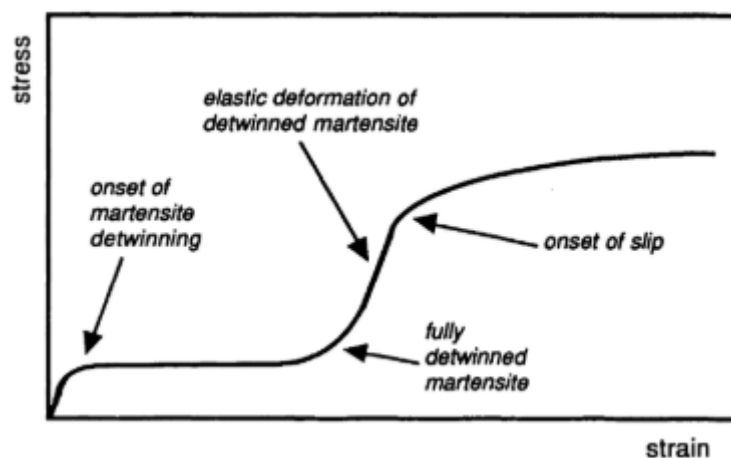 stress
elastic deformation of
detwinned martensite
onset of
martensite
detwinning
onset of slip
fully
detwinned
martensite
strain